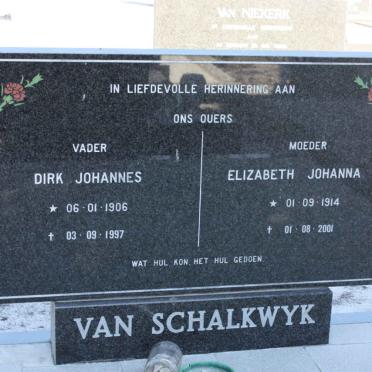 VAN NIEKERK
IN LIEFDEVOLLE HERINNERING AAN
ONS OUERS
VADER
DIRK JOHANNES
★ 06·01·1906
✝ 03·09·1997
MOEDER
ELIZABETH JOHANNA
★ 01·09·1914
✝ 01·08·2001
WAT HUL KON, HET HUL GEDOEN.
VAN SCHALKWYK